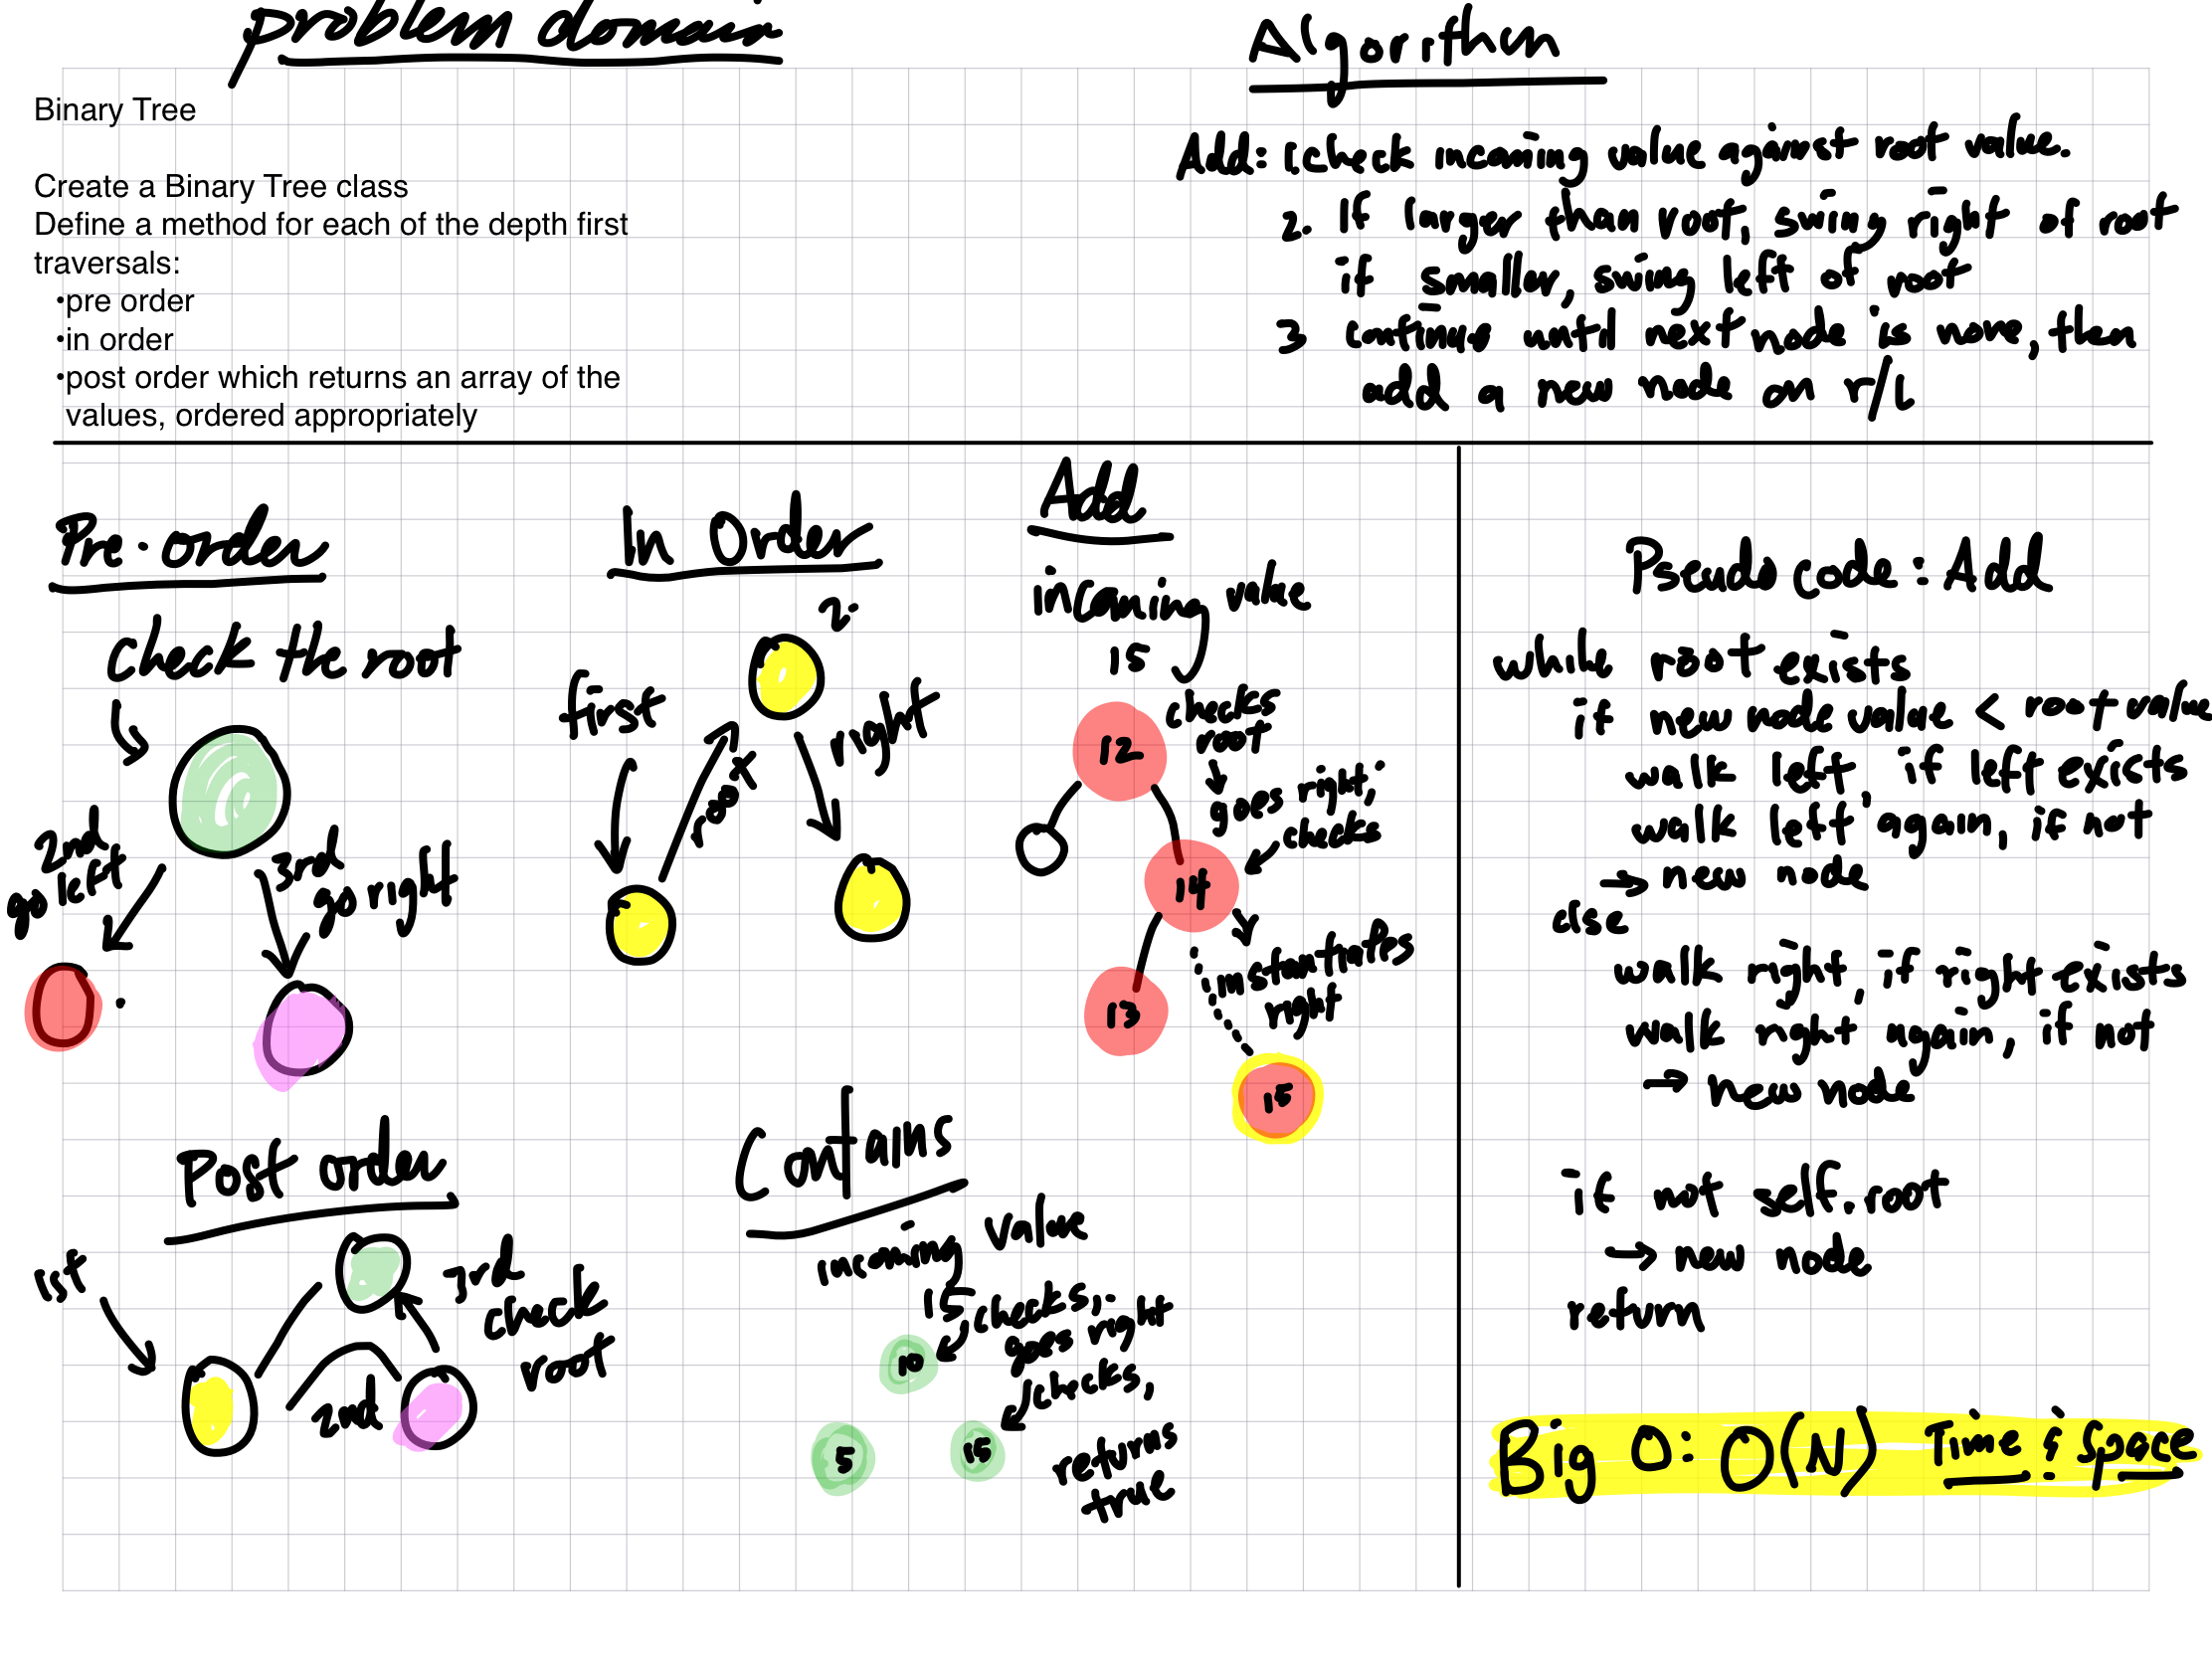 problem domain
Binary Tree
Create a Binary Tree class
Define a method for each of the depth first
traversals:
•pre order
•in order
•post order which returns an array of the
values, ordered appropriately
Algorithm
Add: 1. check incoming value against root value.
2. If larger than root, swing right of root
if smaller, swing left of root
3 continue until next node is none, then
add a new node on r/L
Pre-order
check the root
2nd
go left
3rd
go right
In Order
first
root
2.
right
Add
incoming value
15
checks
root
goes right,
checks
instantiates
right
12
14
13
15
Post order
1st
2nd
3rd
check
root
Contains
incoming value
15
checks,
goes right
checks,
returns
true
10
5
15
Pseudo code: Add
while root exists
if new node value < root value
walk left, if left exists
walk left again, if not
→ new node
else
walk right, if right exists
walk right again, if not
→ new node
if not self.root
→ new node
return
Big O: O(N) Time & Space